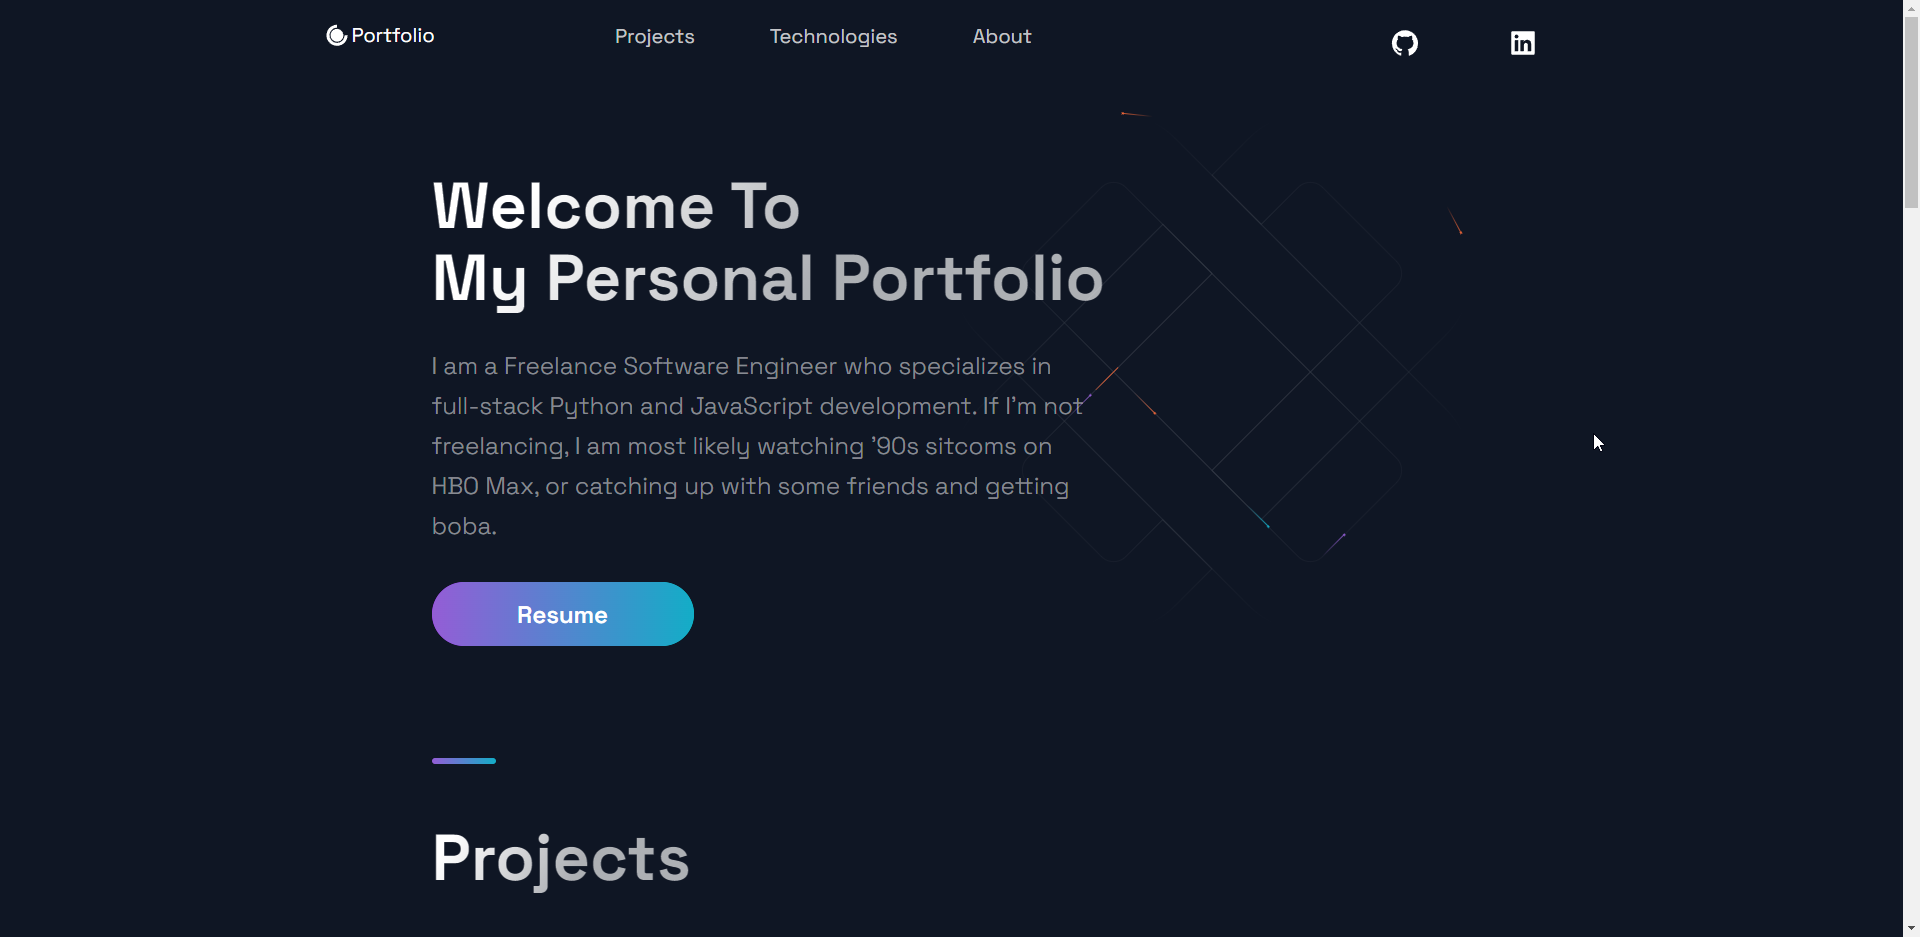 Portfolio
Projects
Technologies
About
Welcome To
My Personal Portfolio
I am a Freelance Software Engineer who specializes in
full-stack Python and JavaScript development. If I’m not
freelancing, I am most likely watching ’90s sitcoms on
HBO Max, or catching up with some friends and getting
boba.
Resume
Projects